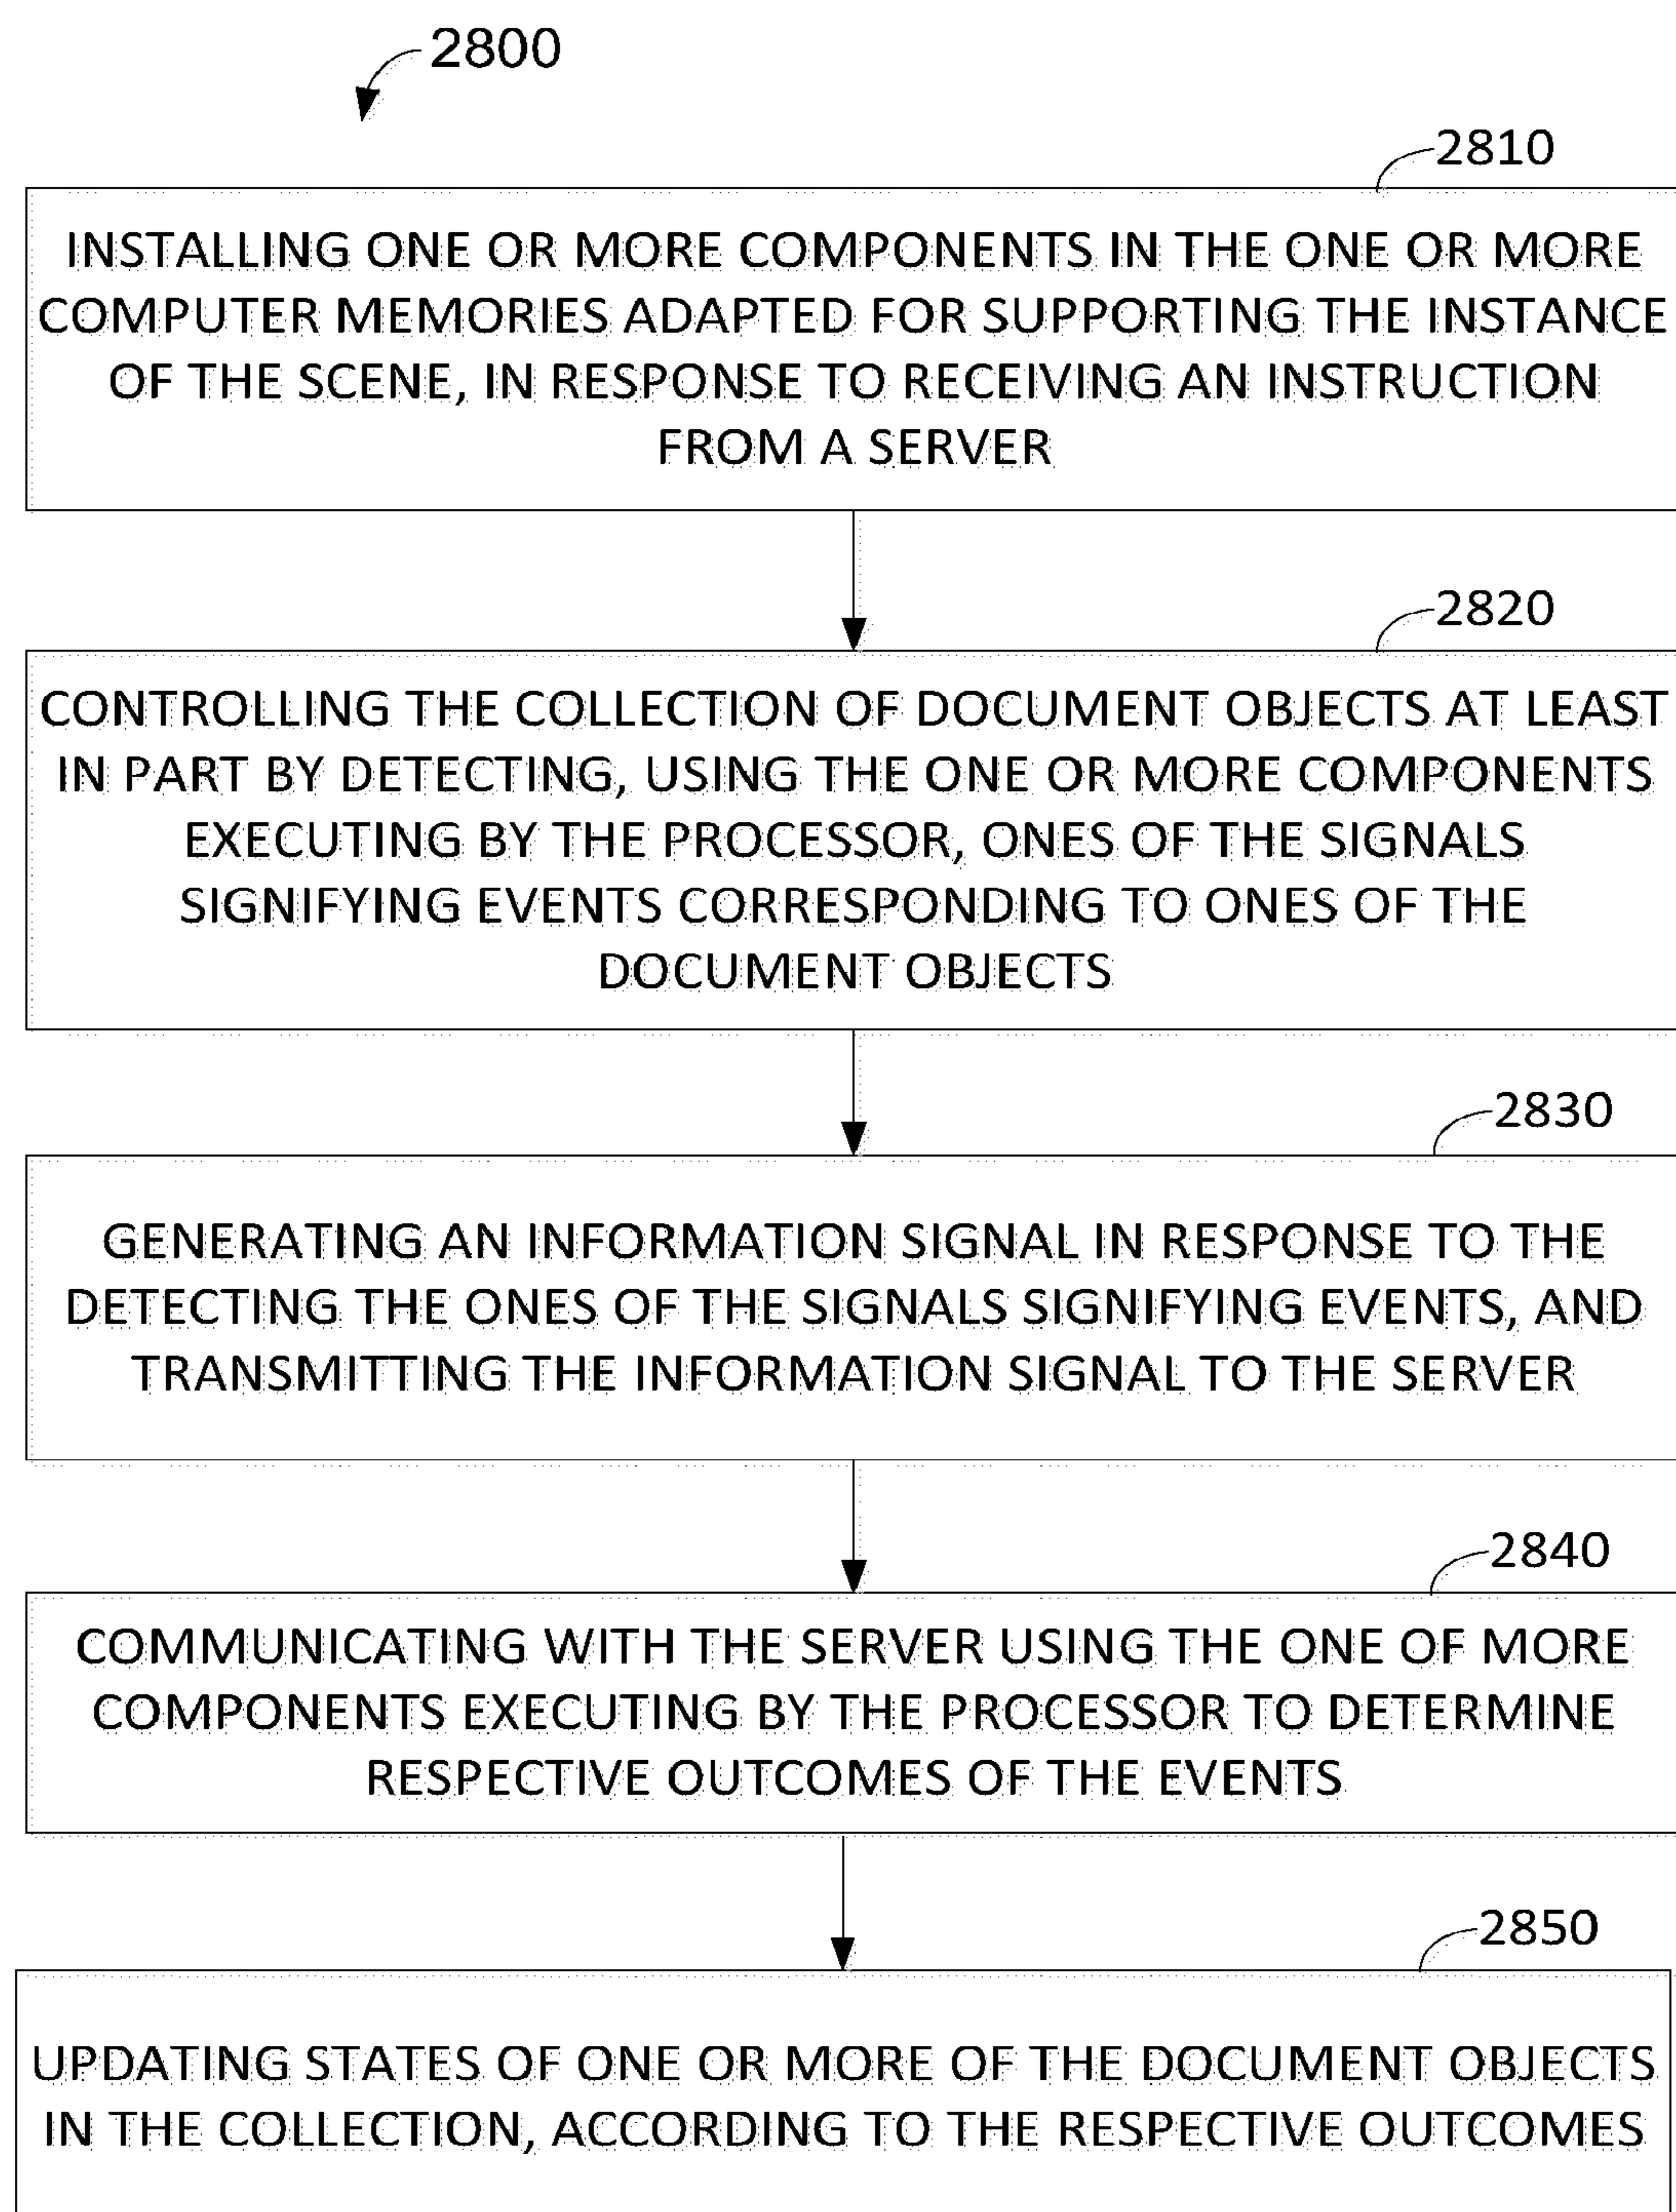 2800
2810
INSTALLING ONE OR MORE COMPONENTS IN THE ONE OR MORE
COMPUTER MEMORIES ADAPTED FOR SUPPORTING THE INSTANCE
OF THE SCENE, IN RESPONSE TO RECEIVING AN INSTRUCTION
FROM A SERVER
2820
CONTROLLING THE COLLECTION OF DOCUMENT OBJECTS AT LEAST
IN PART BY DETECTING, USING THE ONE OR MORE COMPONENTS
EXECUTING BY THE PROCESSOR, ONES OF THE SIGNALS
SIGNIFYING EVENTS CORRESPONDING TO ONES OF THE
DOCUMENT OBJECTS
2830
GENERATING AN INFORMATION SIGNAL IN RESPONSE TO THE
DETECTING THE ONES OF THE SIGNALS SIGNIFYING EVENTS, AND
TRANSMITTING THE INFORMATION SIGNAL TO THE SERVER
2840
COMMUNICATING WITH THE SERVER USING THE ONE OF MORE
COMPONENTS EXECUTING BY THE PROCESSOR TO DETERMINE
RESPECTIVE OUTCOMES OF THE EVENTS
2850
UPDATING STATES OF ONE OR MORE OF THE DOCUMENT OBJECTS
IN THE COLLECTION, ACCORDING TO THE RESPECTIVE OUTCOMES